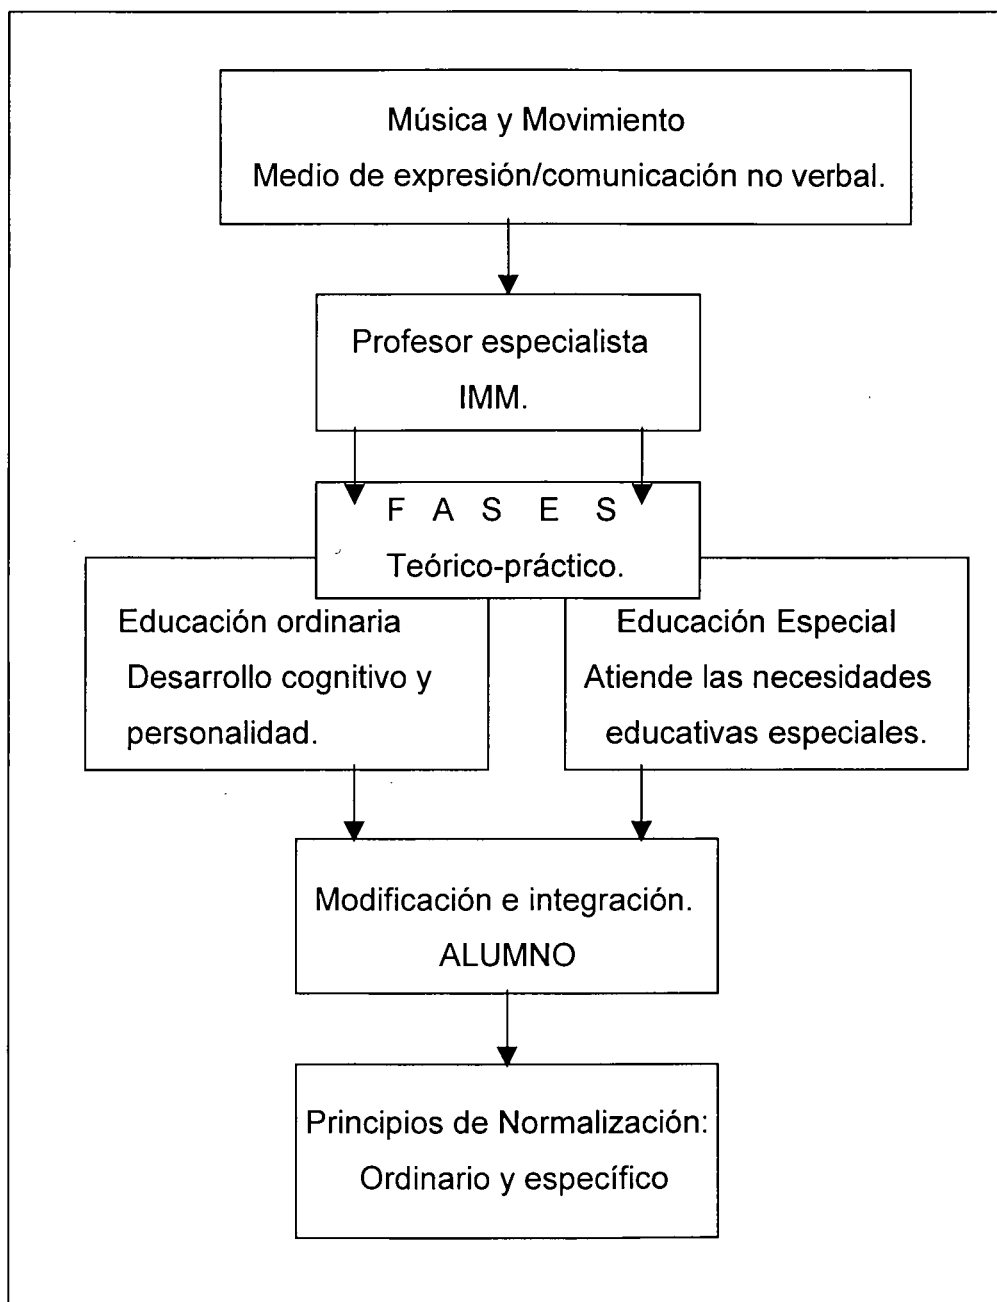 Música y Movimiento
Medio de expresión/comunicación no verbal.
Profesor especialista
IMM.
F A S E S
Teórico-práctico.
Educación ordinaria
Desarrollo cognitivo y
personalidad.
Educación Especial
Atiende las necesidades
educativas especiales.
Modificación e integración.
ALUMNO
Principios de Normalización:
Ordinario y específico